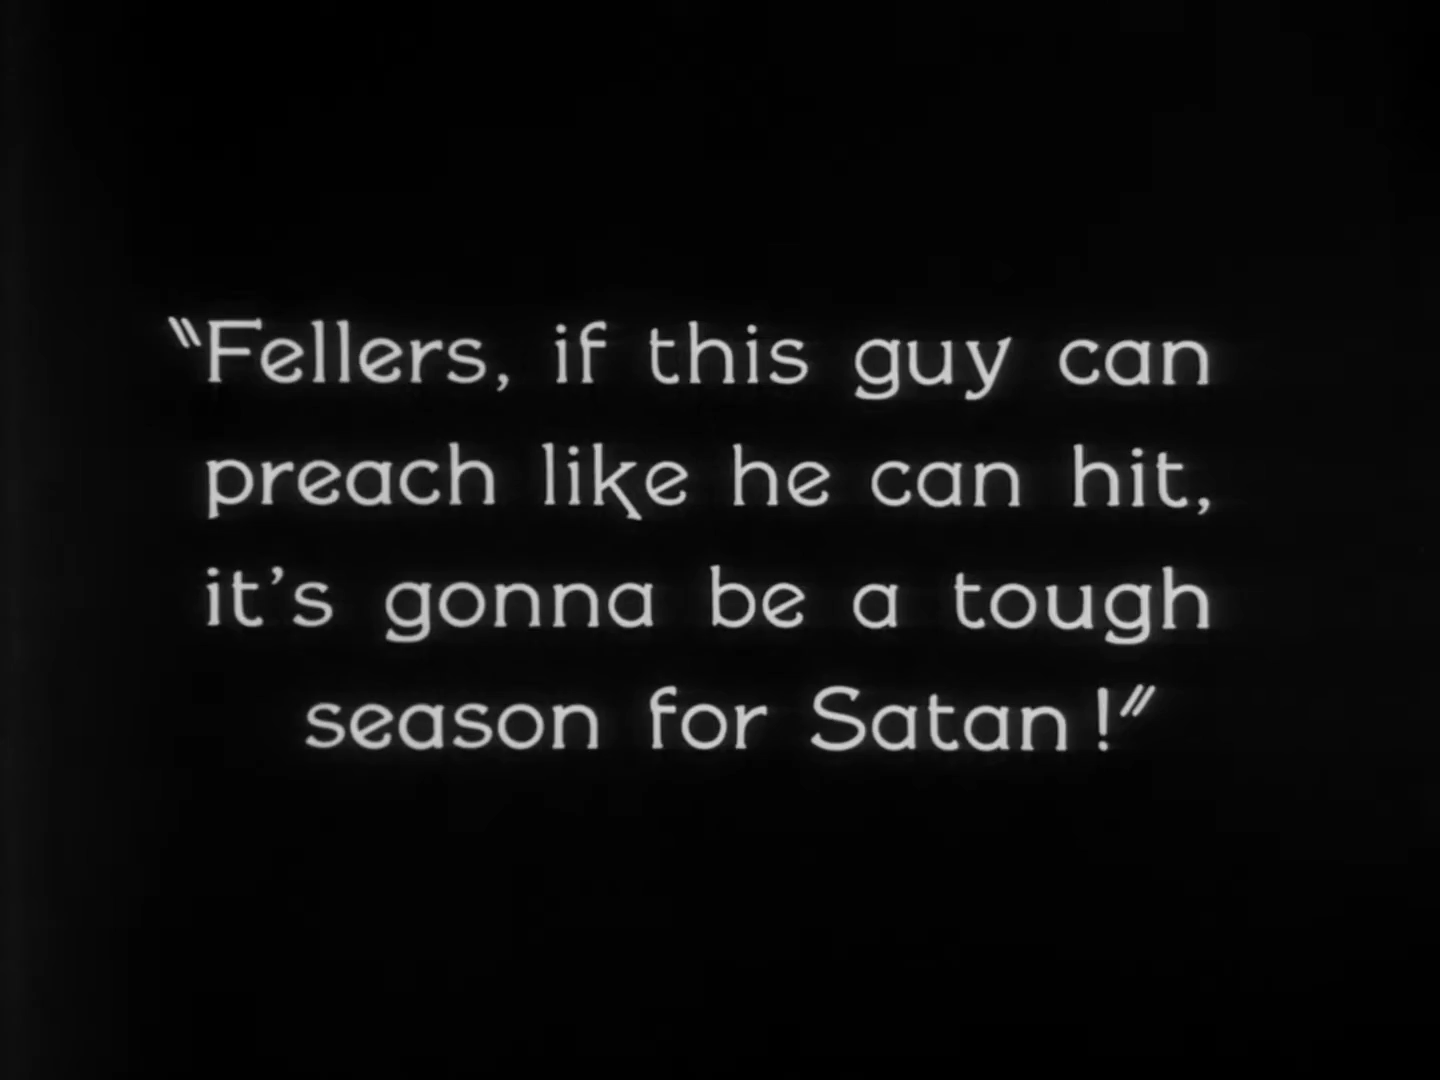 "Fellers, if this guy can
preach like he can hit,
it's gonna be a tough
season for Satan!"